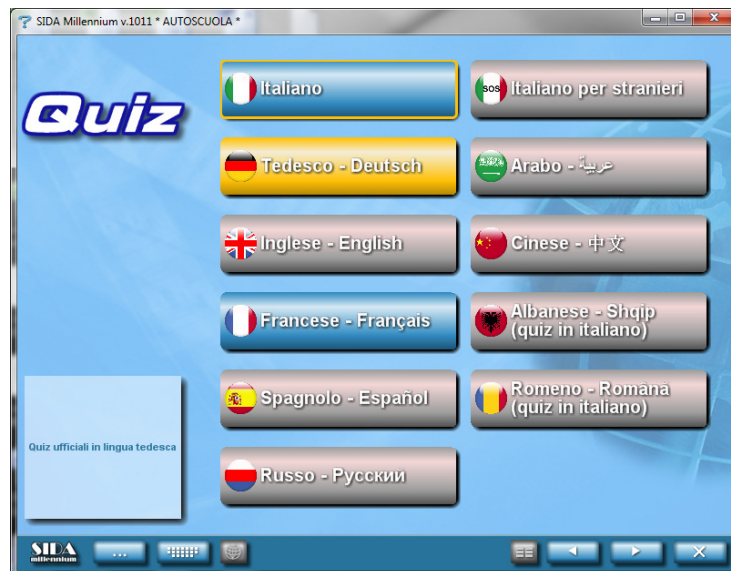 SIDA Millennium v.1011 * AUTOSCUOLA *
Quiz
Italiano
Tedesco - Deutsch
Inglese - English
Francese - Français
Spagnolo - Español
Russo - Русский
SOS
Italiano per stranieri
Arabo - عربية
Cinese - 中文
Albanese - Shqip
(quiz in italiano)
Romeno - Română
(quiz in italiano)
Quiz ufficiali in lingua tedesca
SIDA
millennium
...